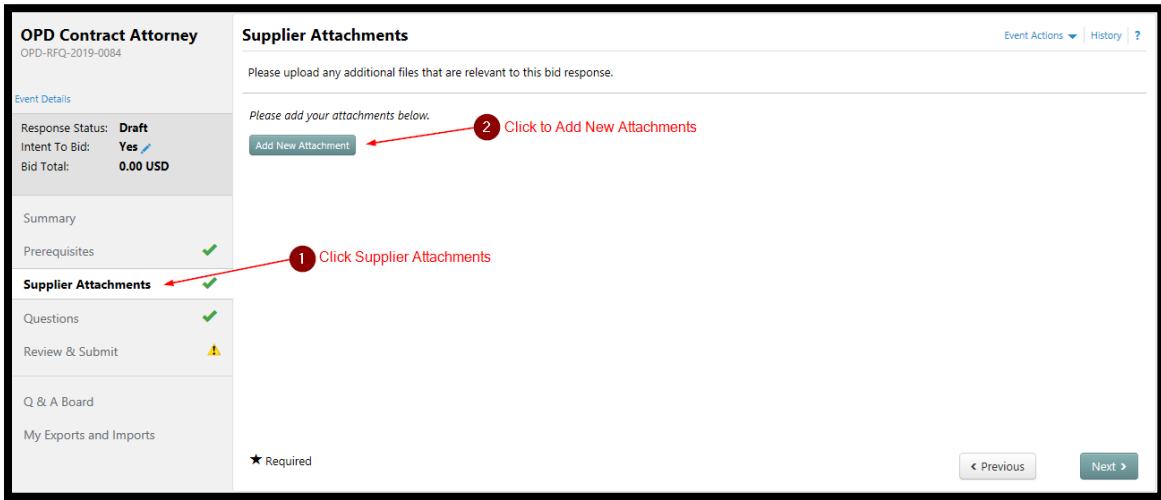 OPD Contract Attorney
OPD-RFQ-2019-0084
Event Details
Response Status: Draft
Intent To Bid: Yes
Bid Total: 0.00 USD
Summary
Prerequisites
Supplier Attachments
Questions
Review & Submit
Q & A Board
My Exports and Imports
Supplier Attachments
Event Actions History ?
Please upload any additional files that are relevant to this bid response.
Please add your attachments below.
2 Click to Add New Attachments
Add New Attachment
1 Click Supplier Attachments
★ Required
‹ Previous
Next ›